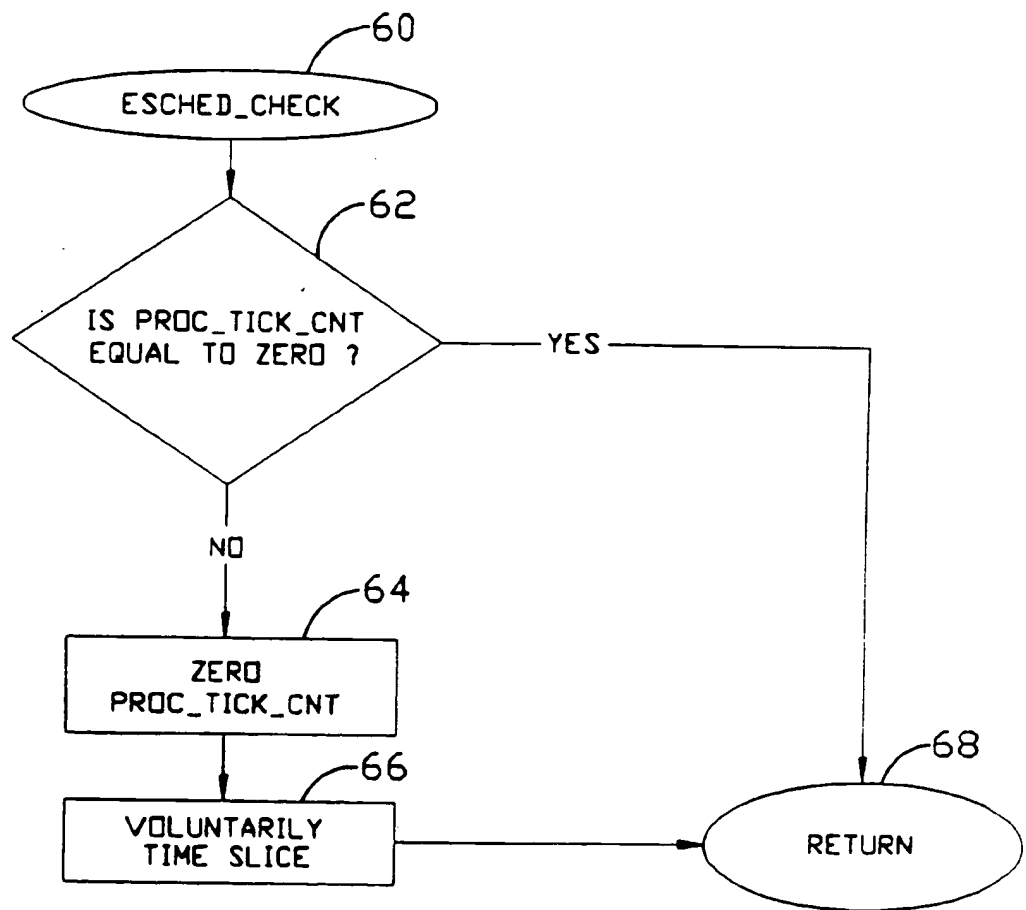 60
ESCHED_CHECK
62
IS PROC_TICK_CNT
EQUAL TO ZERO ?
YES
NO
64
ZERO
PROC_TICK_CNT
66
VOLUNTARILY
TIME SLICE
68
RETURN